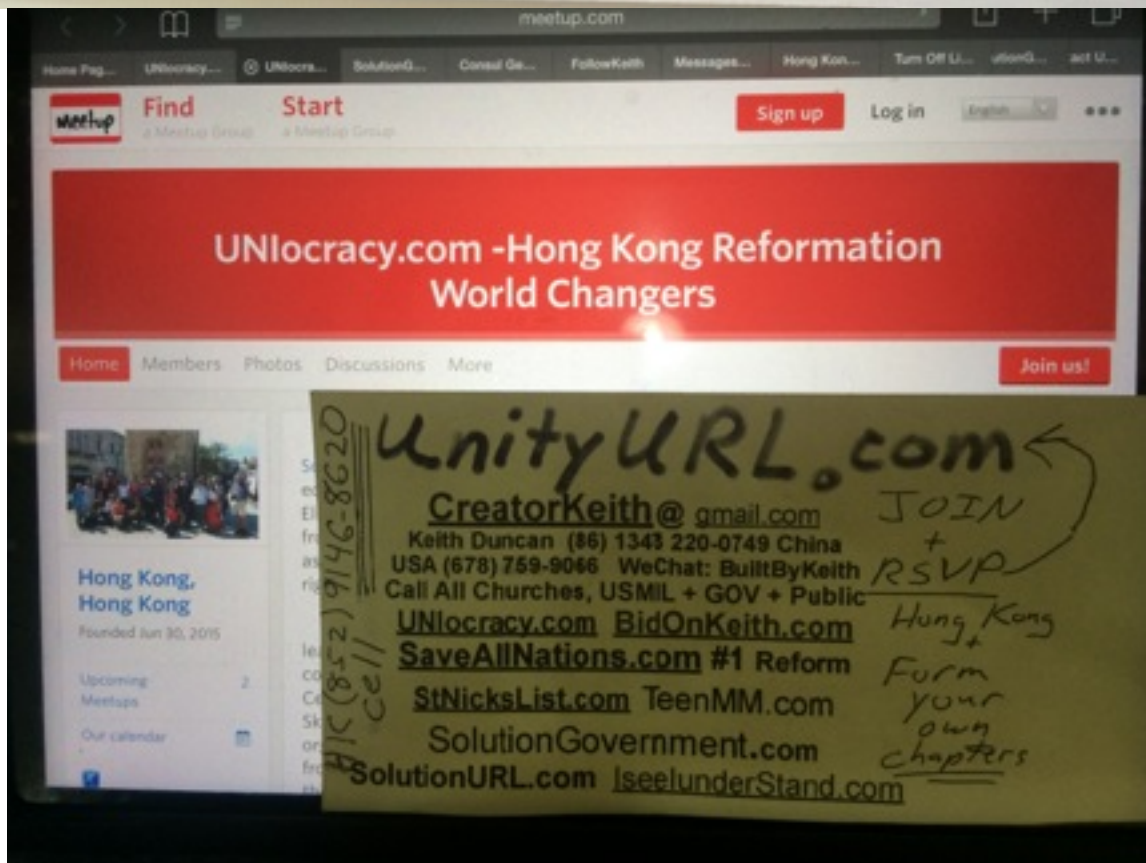 meetup.com
Home Pag...
UNIocracy...
UNIocra...
SolutionG...
Consul Ge...
FollowKeith
Messages...
Hong Kon...
Turn Off Li...
utionG...
act U...
Meetup
Find
a Meetup Group
Start
a Meetup Group
Sign up
Log in
English
UNIocracy.com -Hong Kong Reformation
World Changers
Home Members Photos Discussions More
Join us!
Hong Kong,
Hong Kong
Founded Jun 30, 2015
Upcoming 2
Meetups
Our calendar
UnityURL.com
CreatorKeith@ gmail.com
Keith Duncan (86) 1343 220-0749 China
USA (678) 759-9066 WeChat: BuiltByKeith
Call All Churches, USMIL + GOV + Public
UNIocracy.com BidOnKeith.com
SaveAllNations.com #1 Reform
StNicksList.com TeenMM.com
SolutionGovernment.com
SolutionURL.com IseeIunderStand.com
HK (852) 9146-8620
Cell
JOIN
+
RSVP
Hung Kong
+
Form
your
own
chapters